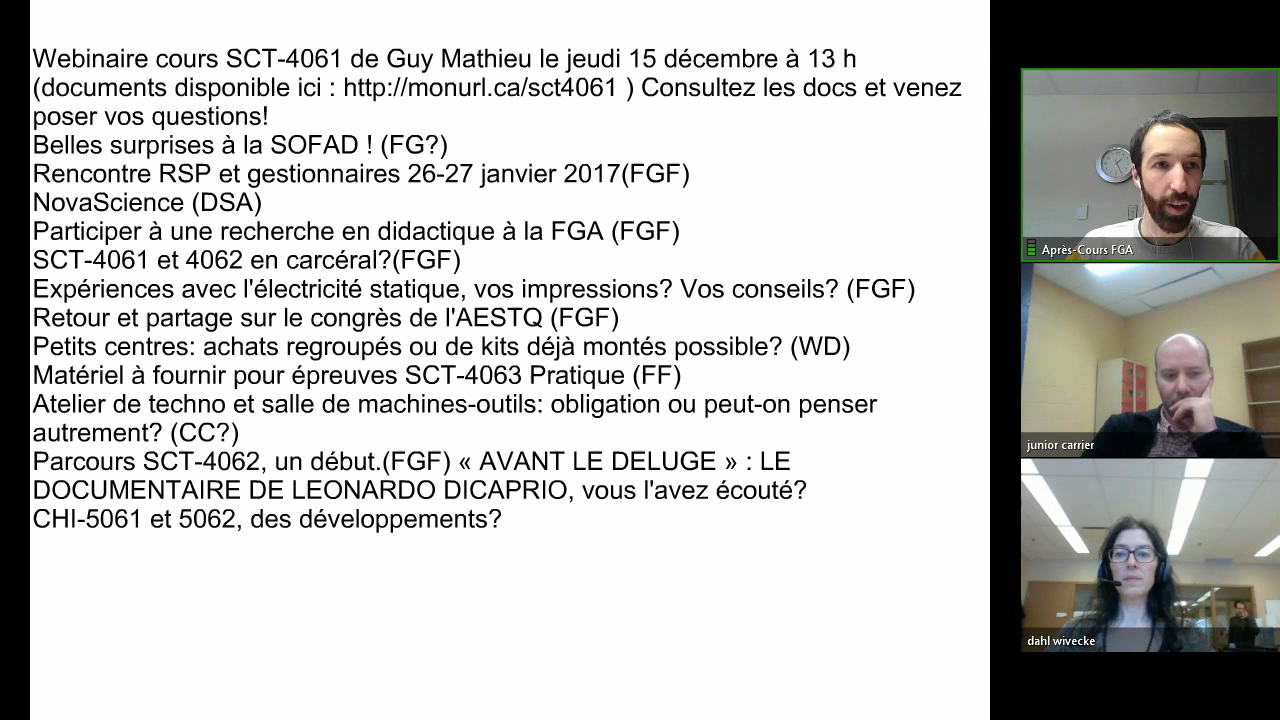 Webinaire cours SCT-4061 de Guy Mathieu le jeudi 15 décembre à 13 h
(documents disponible ici : http://monurl.ca/sct4061 ) Consultez les docs et venez
poser vos questions!
Belles surprises à la SOFAD ! (FG?)
Rencontre RSP et gestionnaires 26-27 janvier 2017(FGF)
NovaScience (DSA)
Participer à une recherche en didactique à la FGA (FGF)
SCT-4061 et 4062 en carcéral?(FGF)
Expériences avec l'électricité statique, vos impressions? Vos conseils? (FGF)
Retour et partage sur le congrès de l'AESTQ (FGF)
Petits centres: achats regroupés ou de kits déjà montés possible? (WD)
Matériel à fournir pour épreuves SCT-4063 Pratique (FF)
Atelier de techno et salle de machines-outils: obligation ou peut-on penser
autrement? (CC?)
Parcours SCT-4062, un début.(FGF) « AVANT LE DELUGE » : LE
DOCUMENTAIRE DE LEONARDO DICAPRIO, vous l'avez écouté?
CHI-5061 et 5062, des développements?
Après-Cours FGA
junior carrier
dahl wivecke